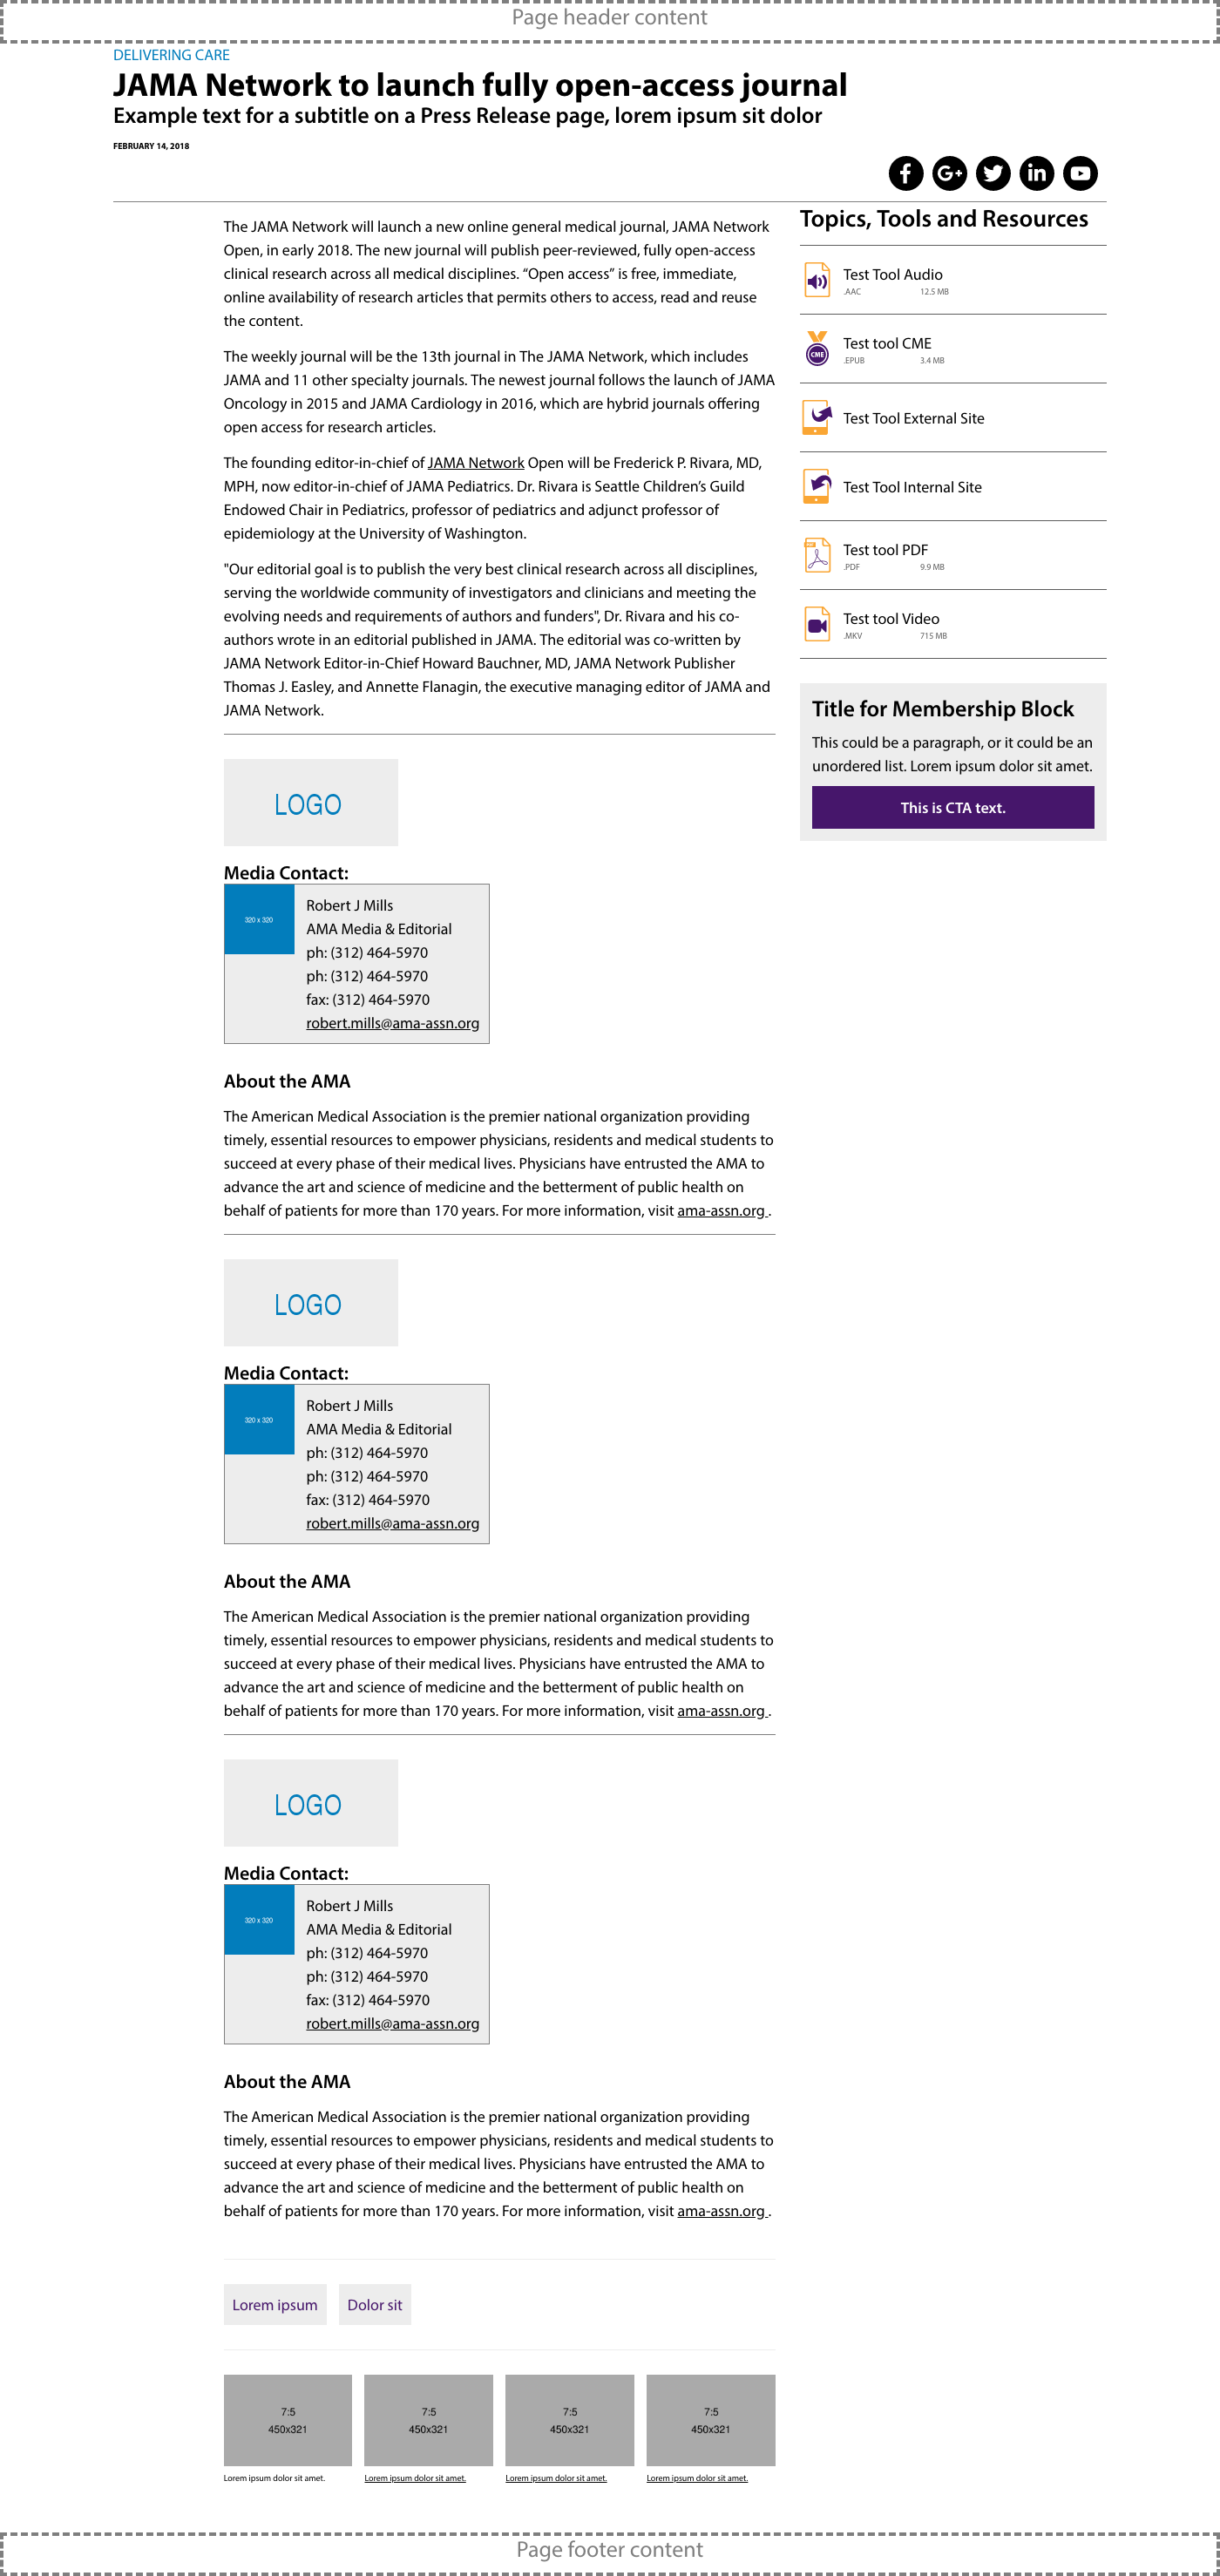 Page header content
DELIVERING CARE
JAMA Network to launch fully open-access journal
Example text for a subtitle on a Press Release page, lorem ipsum sit dolor
FEBRUARY 14, 2018
The JAMA Network will launch a new online general medical journal, JAMA Network
Open, in early 2018. The new journal will publish peer-reviewed, fully open-access
clinical research across all medical disciplines. “Open access” is free, immediate,
online availability of research articles that permits others to access, read and reuse
the content.
The weekly journal will be the 13th journal in The JAMA Network, which includes
JAMA and 11 other specialty journals. The newest journal follows the launch of JAMA
Oncology in 2015 and JAMA Cardiology in 2016, which are hybrid journals offering
open access for research articles.
The founding editor-in-chief of JAMA Network Open will be Frederick P. Rivara, MD,
MPH, now editor-in-chief of JAMA Pediatrics. Dr. Rivara is Seattle Children’s Guild
Endowed Chair in Pediatrics, professor of pediatrics and adjunct professor of
epidemiology at the University of Washington.
"Our editorial goal is to publish the very best clinical research across all disciplines,
serving the worldwide community of investigators and clinicians and meeting the
evolving needs and requirements of authors and funders", Dr. Rivara and his co-
authors wrote in an editorial published in JAMA. The editorial was co-written by
JAMA Network Editor-in-Chief Howard Bauchner, MD, JAMA Network Publisher
Thomas J. Easley, and Annette Flanagin, the executive managing editor of JAMA and
JAMA Network.
LOGO
Media Contact:
320 x 320
Robert J Mills
AMA Media & Editorial
ph: (312) 464-5970
ph: (312) 464-5970
fax: (312) 464-5970
robert.mills@ama-assn.org
About the AMA
The American Medical Association is the premier national organization providing
timely, essential resources to empower physicians, residents and medical students to
succeed at every phase of their medical lives. Physicians have entrusted the AMA to
advance the art and science of medicine and the betterment of public health on
behalf of patients for more than 170 years. For more information, visit ama-assn.org .
LOGO
Media Contact:
320 x 320
Robert J Mills
AMA Media & Editorial
ph: (312) 464-5970
ph: (312) 464-5970
fax: (312) 464-5970
robert.mills@ama-assn.org
About the AMA
The American Medical Association is the premier national organization providing
timely, essential resources to empower physicians, residents and medical students to
succeed at every phase of their medical lives. Physicians have entrusted the AMA to
advance the art and science of medicine and the betterment of public health on
behalf of patients for more than 170 years. For more information, visit ama-assn.org .
LOGO
Media Contact:
320 x 320
Robert J Mills
AMA Media & Editorial
ph: (312) 464-5970
ph: (312) 464-5970
fax: (312) 464-5970
robert.mills@ama-assn.org
About the AMA
The American Medical Association is the premier national organization providing
timely, essential resources to empower physicians, residents and medical students to
succeed at every phase of their medical lives. Physicians have entrusted the AMA to
advance the art and science of medicine and the betterment of public health on
behalf of patients for more than 170 years. For more information, visit ama-assn.org .
Lorem ipsum Dolor sit
7:5 7:5 7:5 7:5
450x321 450x321 450x321 450x321
Lorem ipsum dolor sit amet. Lorem ipsum dolor sit amet. Lorem ipsum dolor sit amet. Lorem ipsum dolor sit amet.
Topics, Tools and Resources
Test Tool Audio
.AAC 12.5 MB
CME
Test tool CME
.EPUB 3.4 MB
Test Tool External Site
Test Tool Internal Site
Test tool PDF
.PDF 9.9 MB
Test tool Video
.MKV 715 MB
Title for Membership Block
This could be a paragraph, or it could be an
unordered list. Lorem ipsum dolor sit amet.
This is CTA text.
Page footer content